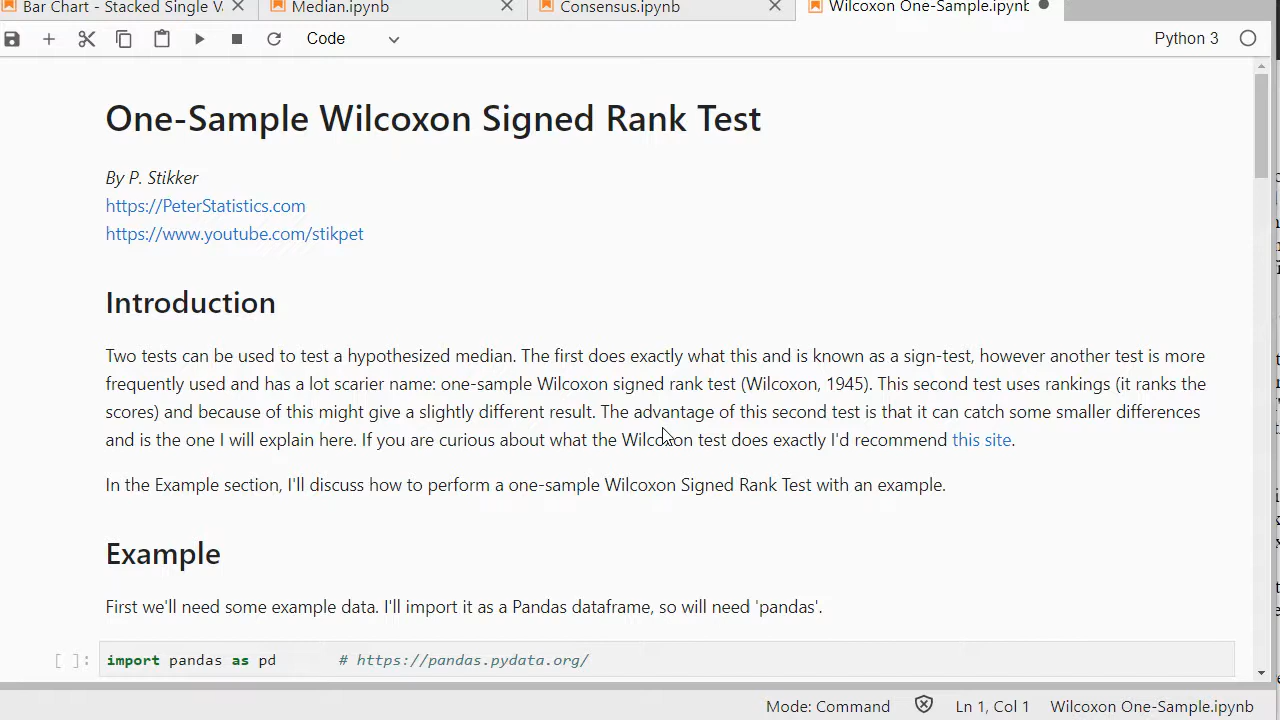 Bar Chart - Stacked Single V
Median.ipynb
Consensus.ipynb
Wilcoxon One-Sample.ipynb
Code
Python 3
One-Sample Wilcoxon Signed Rank Test
By P. Stikker
https://PeterStatistics.com
https://www.youtube.com/stikpet
Introduction
Two tests can be used to test a hypothesized median. The first does exactly what this and is known as a sign-test, however another test is more
frequently used and has a lot scarier name: one-sample Wilcoxon signed rank test (Wilcoxon, 1945). This second test uses rankings (it ranks the
scores) and because of this might give a slightly different result. The advantage of this second test is that it can catch some smaller differences
and is the one I will explain here. If you are curious about what the Wilcoxon test does exactly I'd recommend this site.
In the Example section, I'll discuss how to perform a one-sample Wilcoxon Signed Rank Test with an example.
Example
First we'll need some example data. I'll import it as a Pandas dataframe, so will need 'pandas'.
[ ]: import pandas as pd # https://pandas.pydata.org/
Mode: Command
Ln 1, Col 1
Wilcoxon One-Sample.ipynb